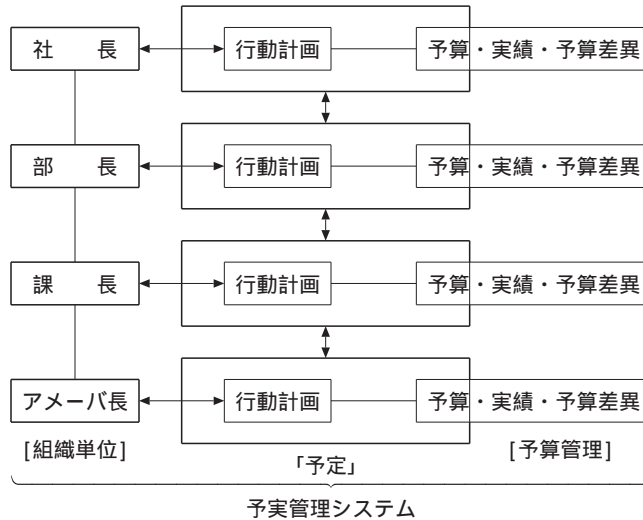 社　　長
行動計画
予算・実績・予算差異
部　　長
行動計画
予算・実績・予算差異
課　　長
行動計画
予算・実績・予算差異
アメーバ長
行動計画
予算・実績・予算差異
[組織単位]
「予定」
[予算管理]
予実管理システム